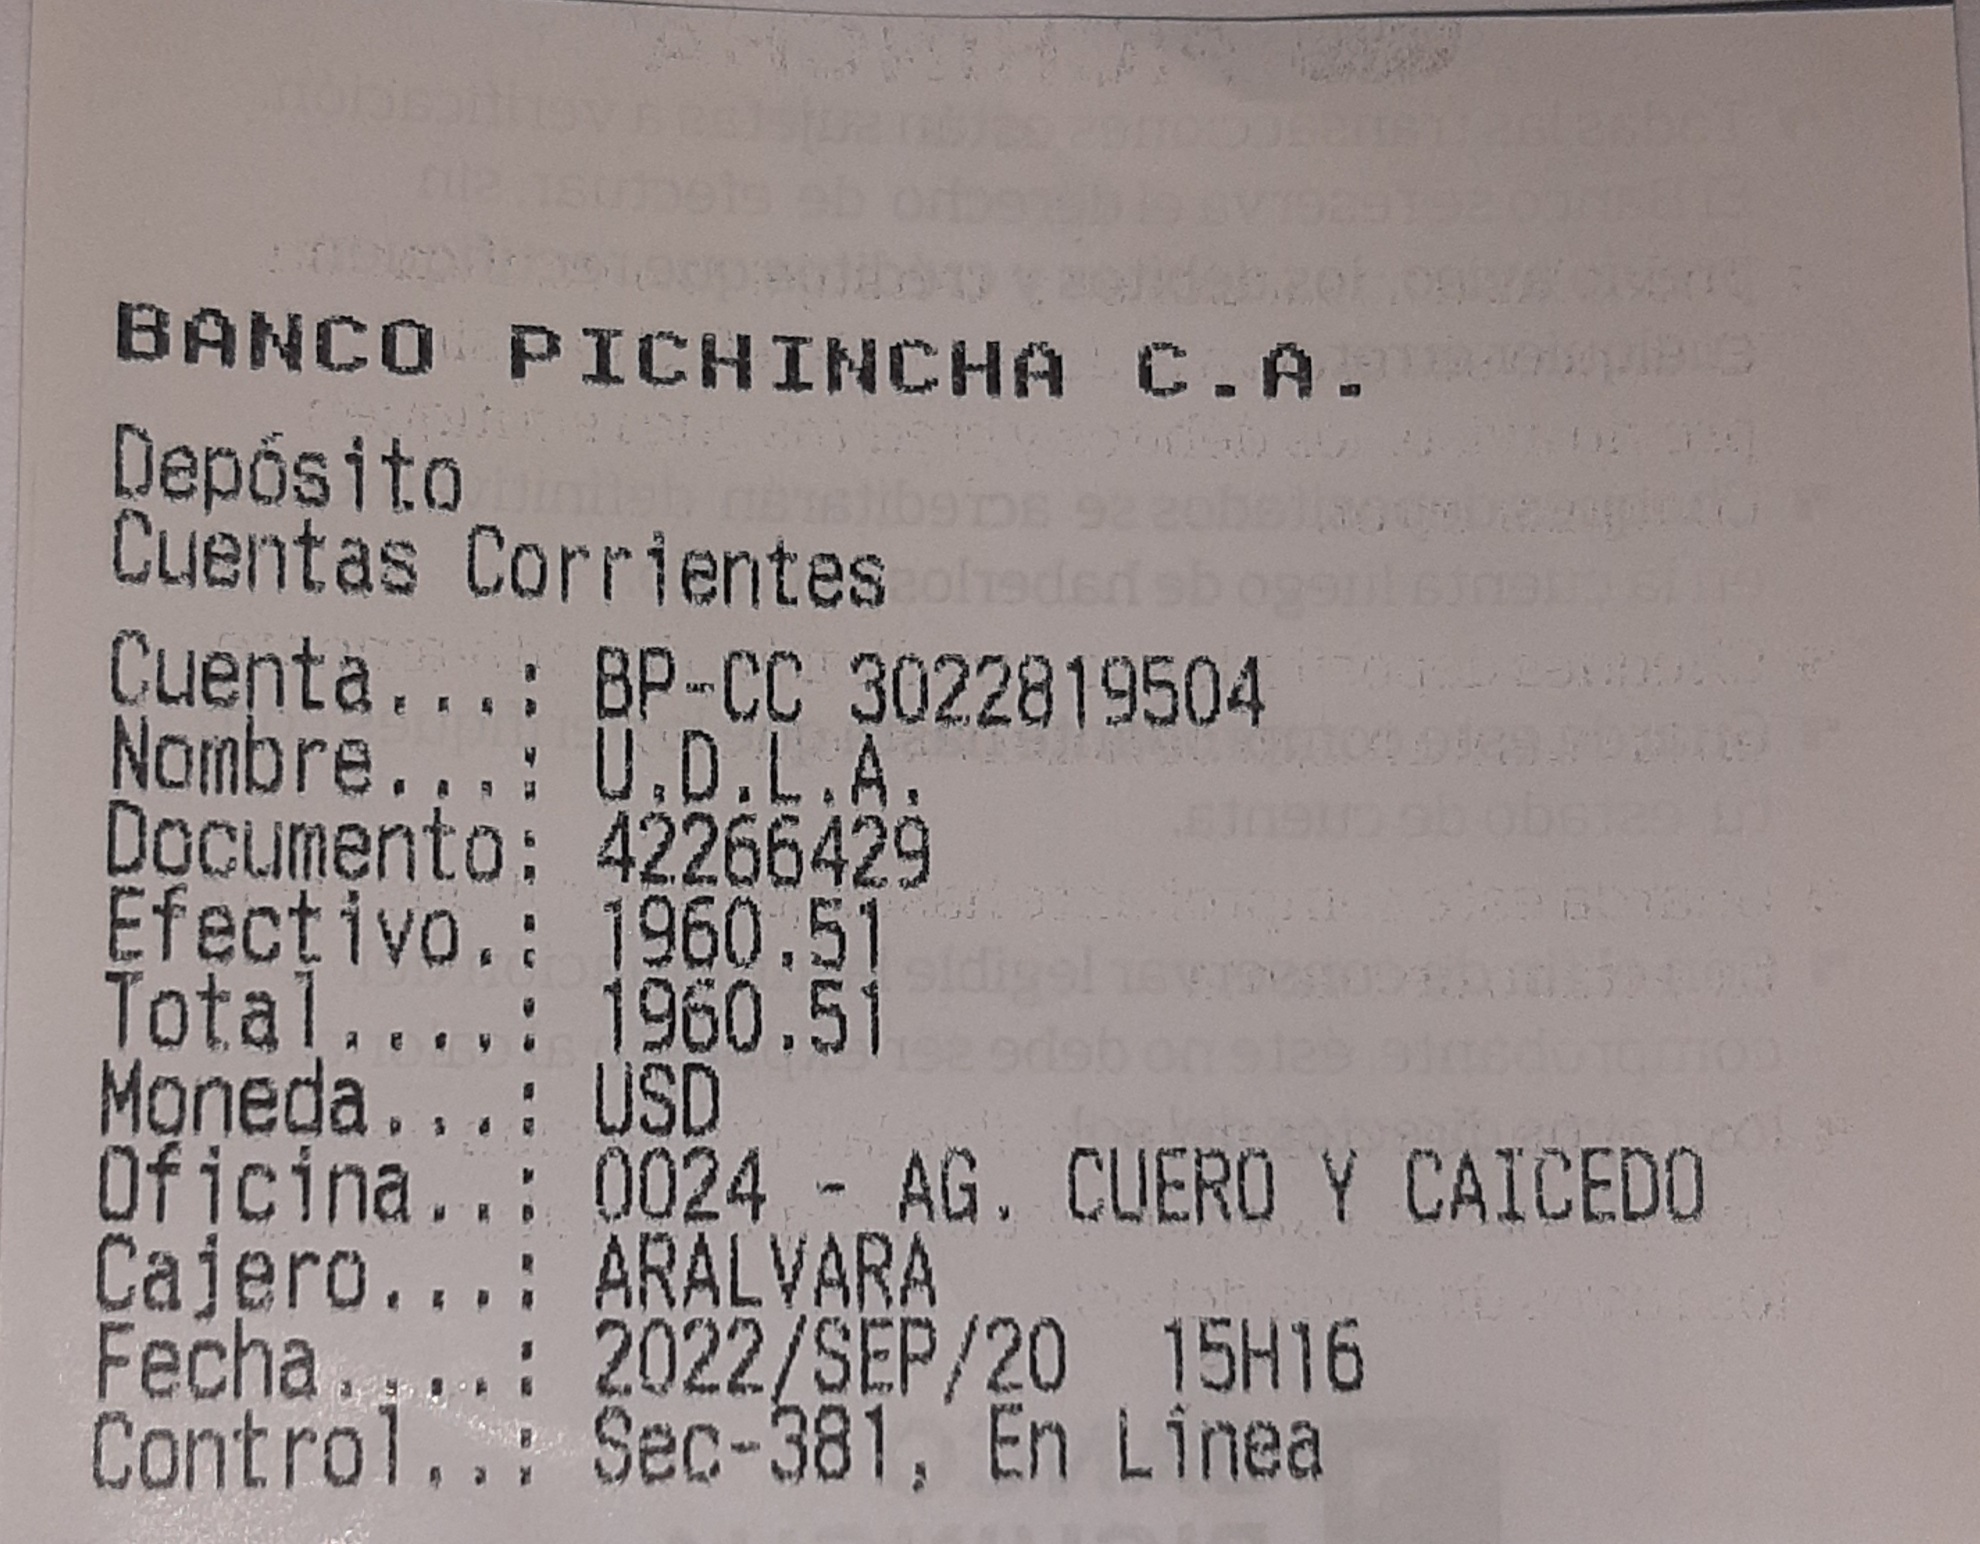 BANCO PICHINCHA C.A.
Depósito
Cuentas Corrientes
Cuenta...: BP-CC 3022819504
Nombre...: U.D.L.A.
Documento: 42266429
Efectivo.: 1960.51
Total....: 1960.51
Moneda...: USD
Oficina..: 0024 - AG. CUERO Y CAICEDO
Cajero...: ARALVARA
Fecha....: 2022/SEP/20 15H16
Control..: Sec-381, En Línea